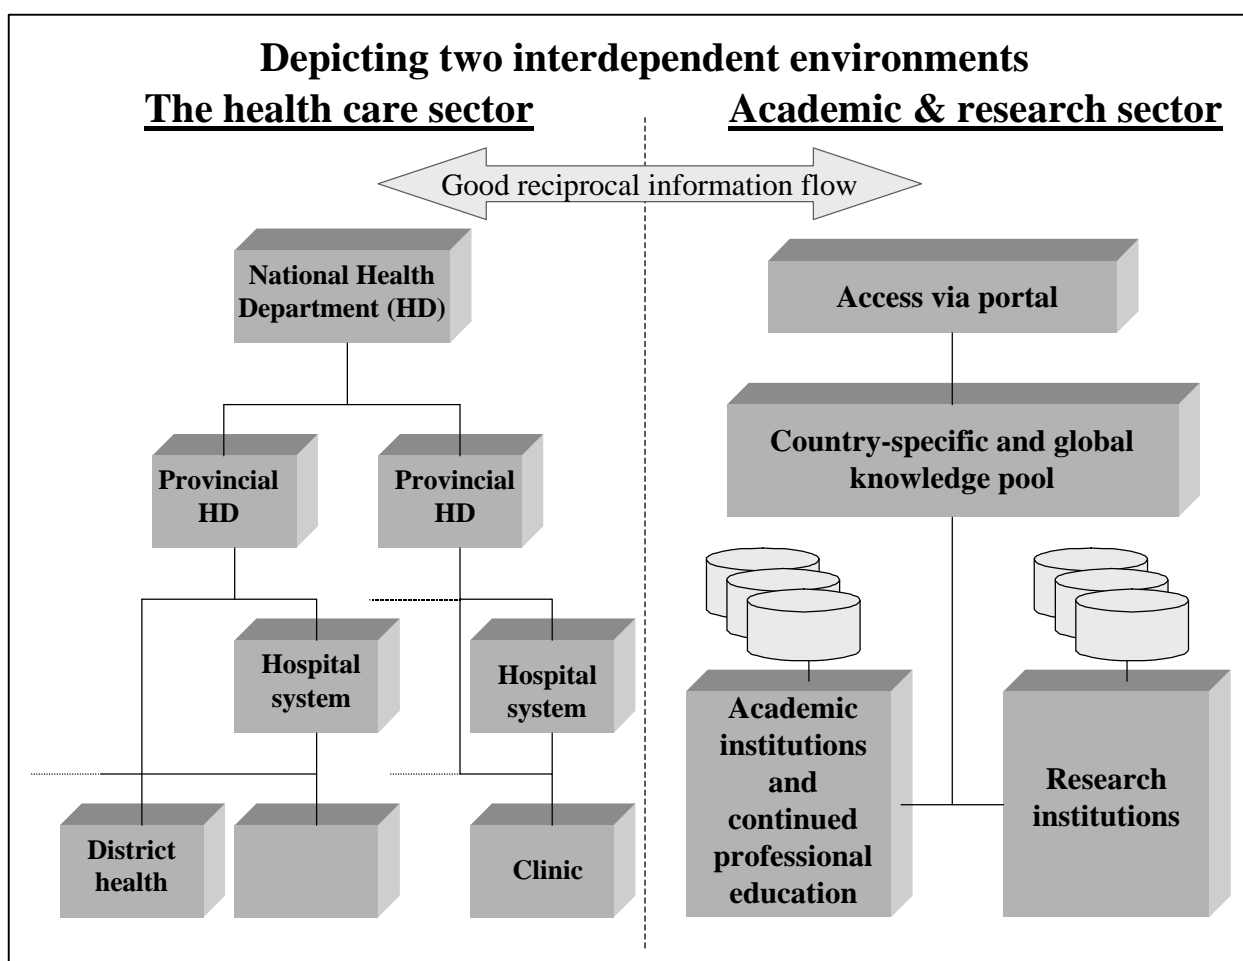 Depicting two interdependent environments
The health care sector
Academic & research sector
Good reciprocal information flow
National Health
Department (HD)
Provincial
HD
Provincial
HD
Hospital
system
Hospital
system
District
health
Clinic
Access via portal
Country-specific and global
knowledge pool
Academic
institutions
and
continued
professional
education
Research
institutions